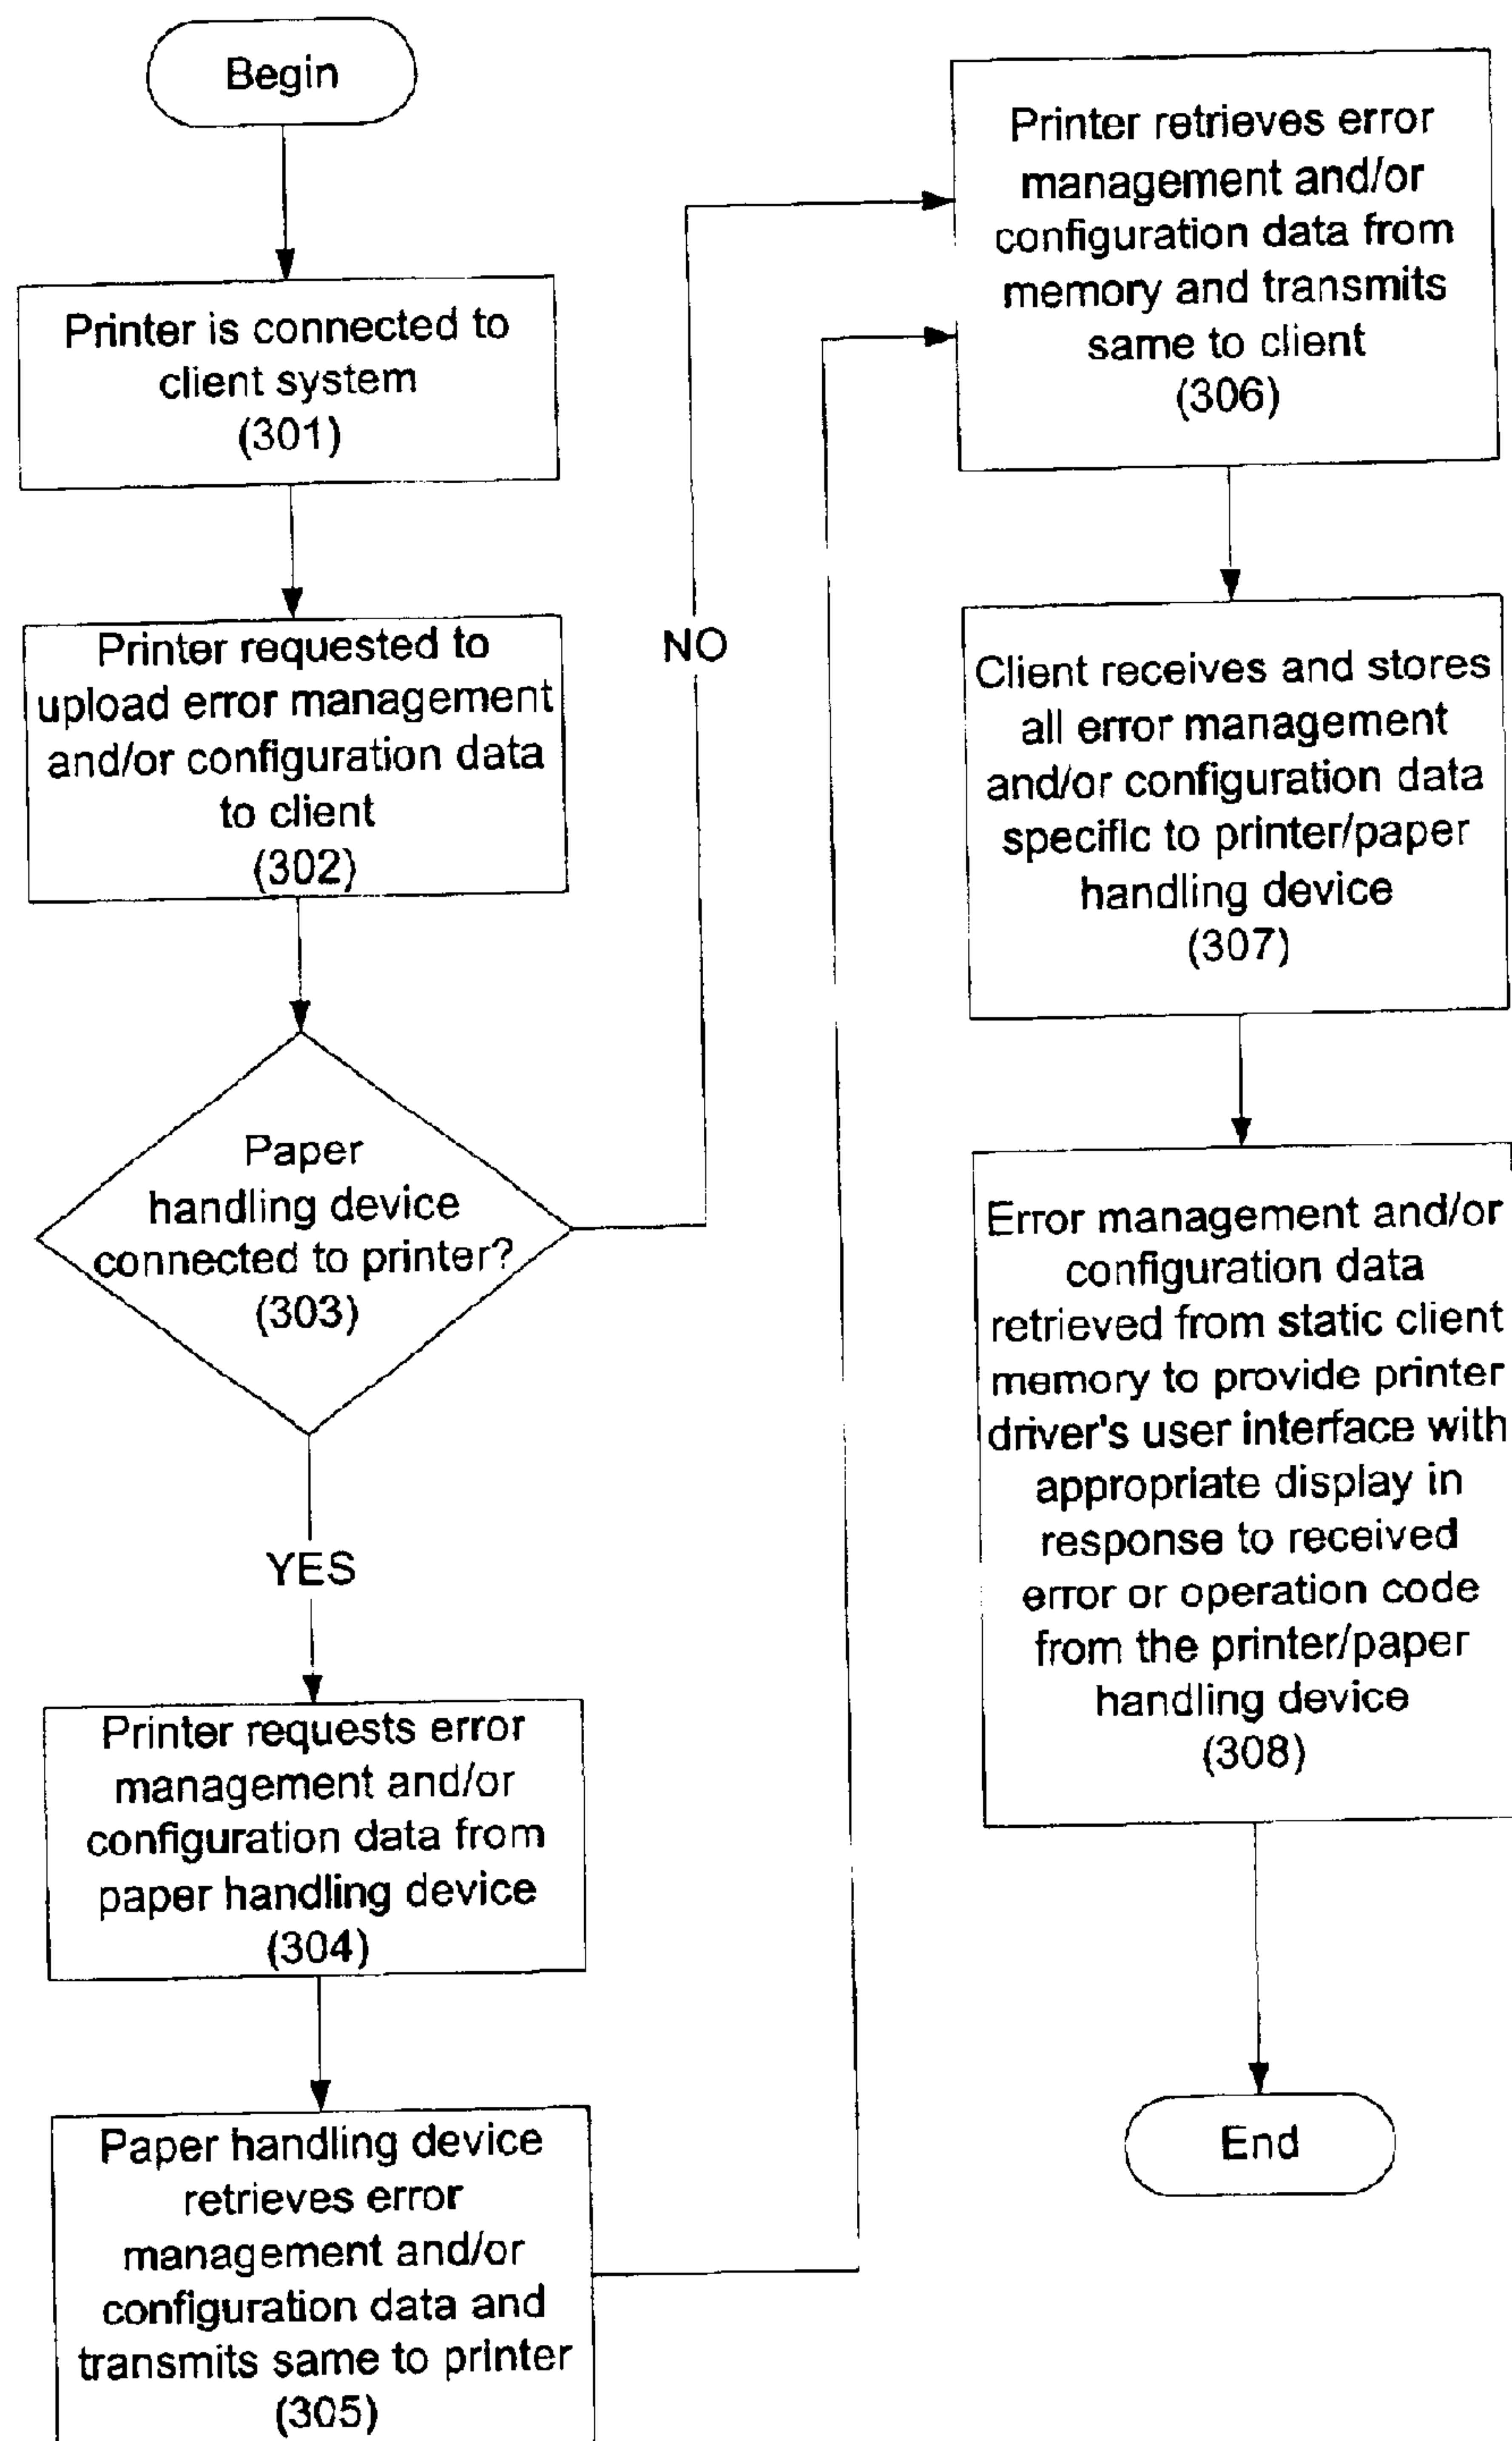 Begin
Printer is connected to
client system
(301)
Printer requested to
upload error management
and/or configuration data
to client
(302)
Paper
handling device
connected to printer?
(303)
NO
YES
Printer requests error
management and/or
configuration data from
paper handling device
(304)
Paper handling device
retrieves error
management and/or
configuration data and
transmits same to printer
(305)
Printer retrieves error
management and/or
configuration data from
memory and transmits
same to client
(306)
Client receives and stores
all error management
and/or configuration data
specific to printer/paper
handling device
(307)
Error management and/or
configuration data
retrieved from static client
memory to provide printer
driver's user interface with
appropriate display in
response to received
error or operation code
from the printer/paper
handling device
(308)
End